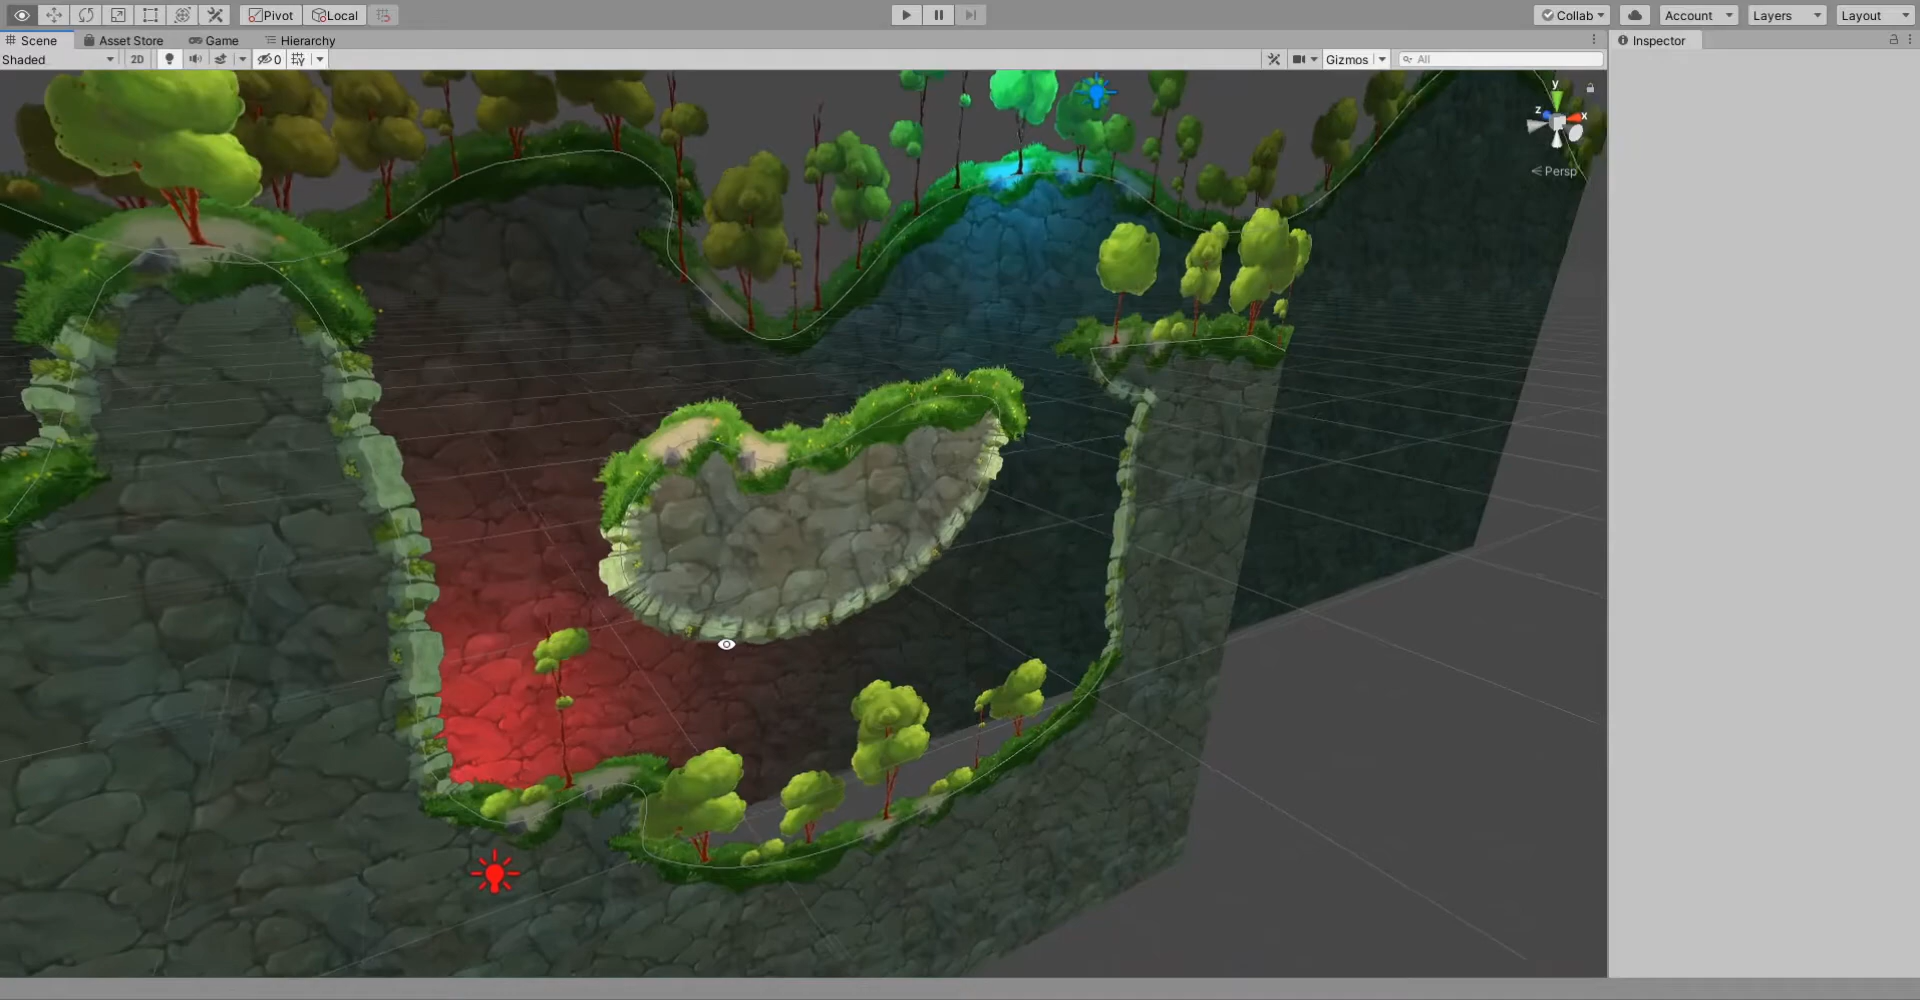 Pivot Local Collab Account Layers Layout
Scene Asset Store Game Hierarchy Inspector
Shaded 2D 0 Gizmos All
y
z x
Persp